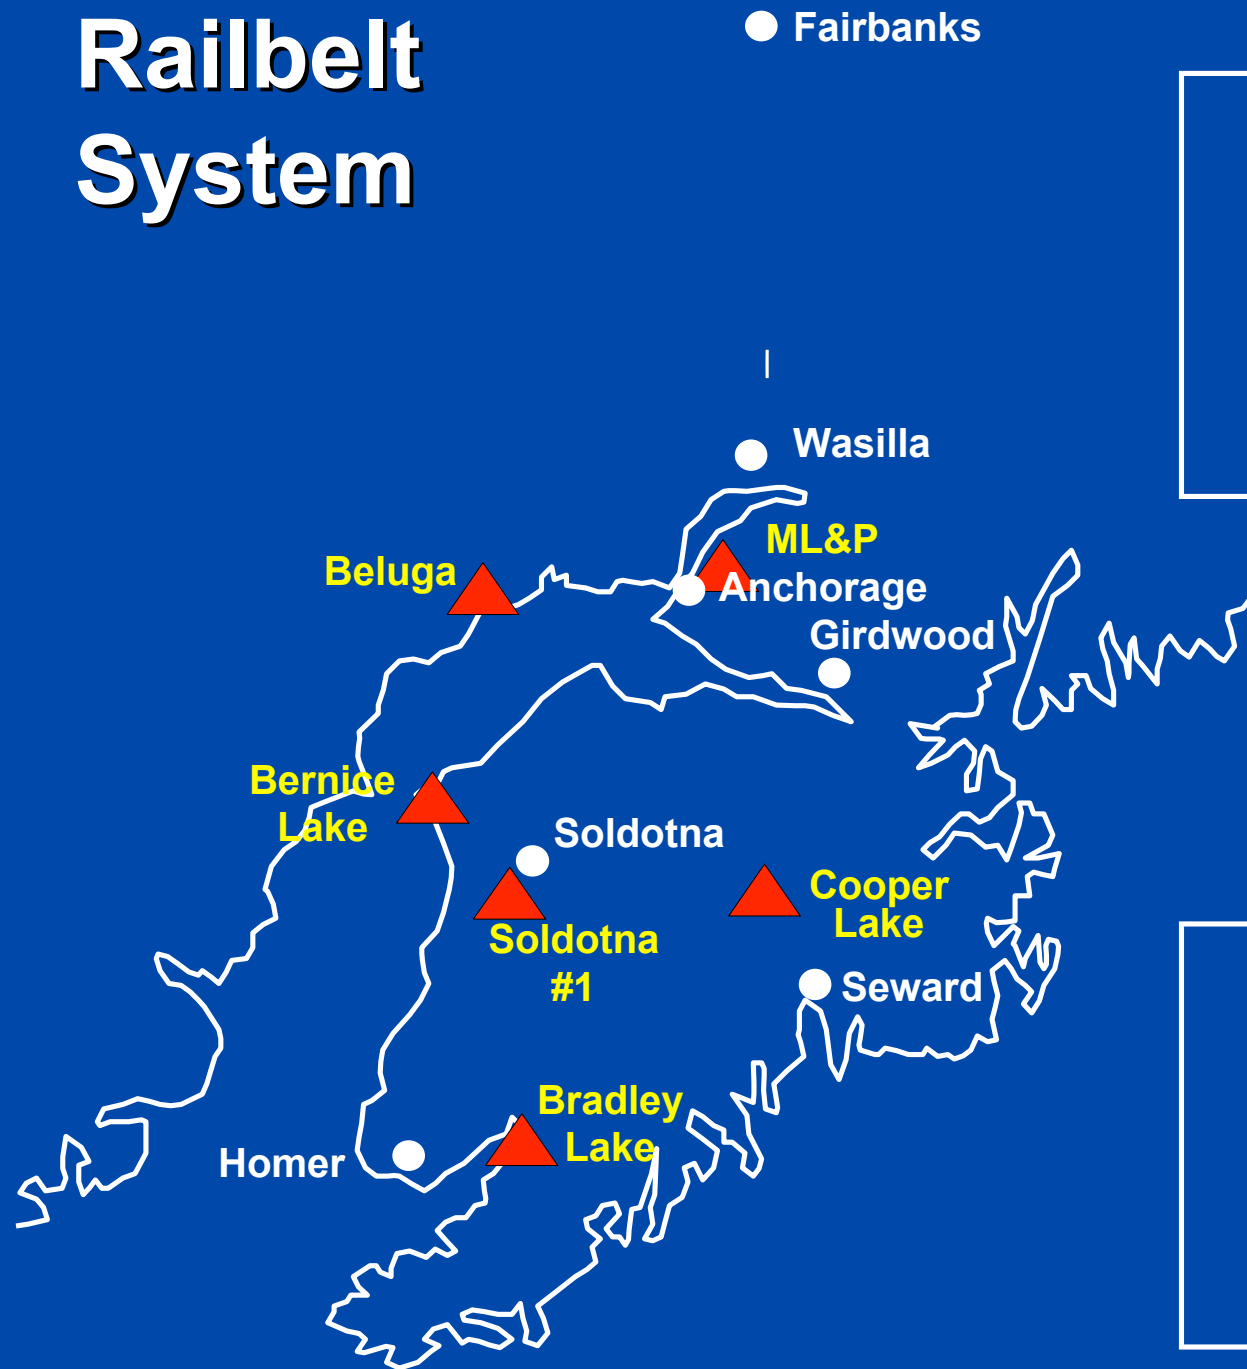 Railbelt
System
Fairbanks
Wasilla
ML&P
Beluga
Anchorage
Girdwood
Bernice
Lake
Soldotna
Cooper
Lake
Soldotna
#1
Seward
Bradley
Lake
Homer